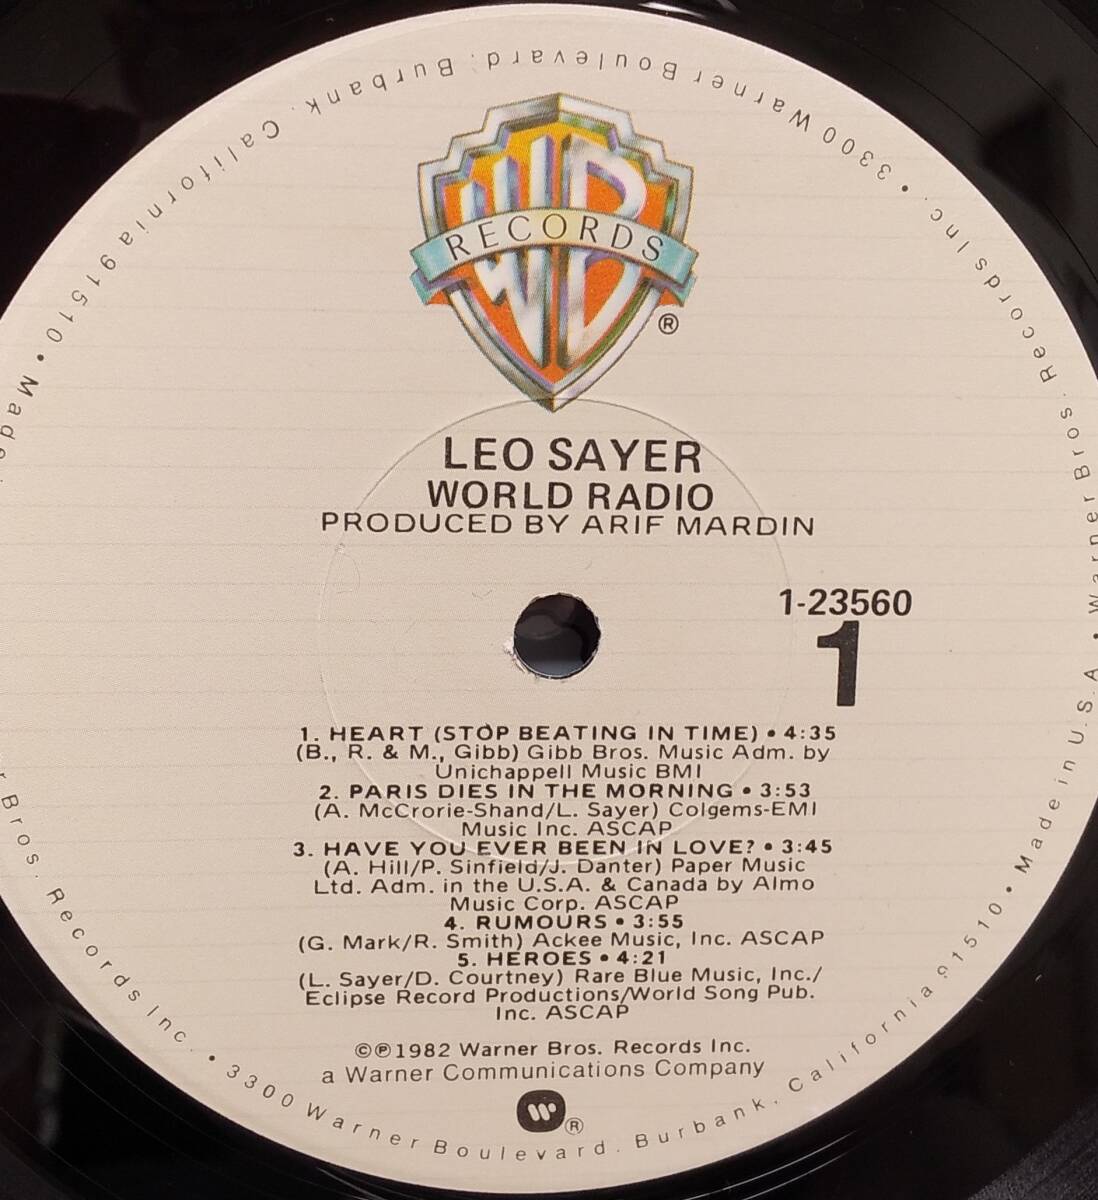 WB
RECORDS
®
LEO SAYER
WORLD RADIO
PRODUCED BY ARIF MARDIN
1-23560
1
1. HEART (STOP BEATING IN TIME) • 4:35
(B., R. & M., Gibb) Gibb Bros. Music Adm. by
Unichappell Music BMI
2. PARIS DIES IN THE MORNING • 3:53
(A. McCrorie-Shand/L. Sayer) Colgems-EMI
Music Inc. ASCAP
3. HAVE YOU EVER BEEN IN LOVE? • 3:45
(A. Hill/P. Sinfield/J. Danter) Paper Music
Ltd. Adm. in the U.S.A. & Canada by Almo
Music Corp. ASCAP
4. RUMOURS • 3:55
(G. Mark/R. Smith) Ackee Music, Inc. ASCAP
5. HEROES • 4:21
(L. Sayer/D. Courtney) Rare Blue Music, Inc./
Eclipse Record Productions/World Song Pub.
Inc. ASCAP
©℗1982 Warner Bros. Records Inc.
a Warner Communications Company
®
r Bros. Records Inc. • 3300 Warner Boulevard. Burbank. California 91510 • Made in U.S.A. • Warner Bros. Records Inc. • 3300 Warner Boulevard. Burbank. California 91510 • Made